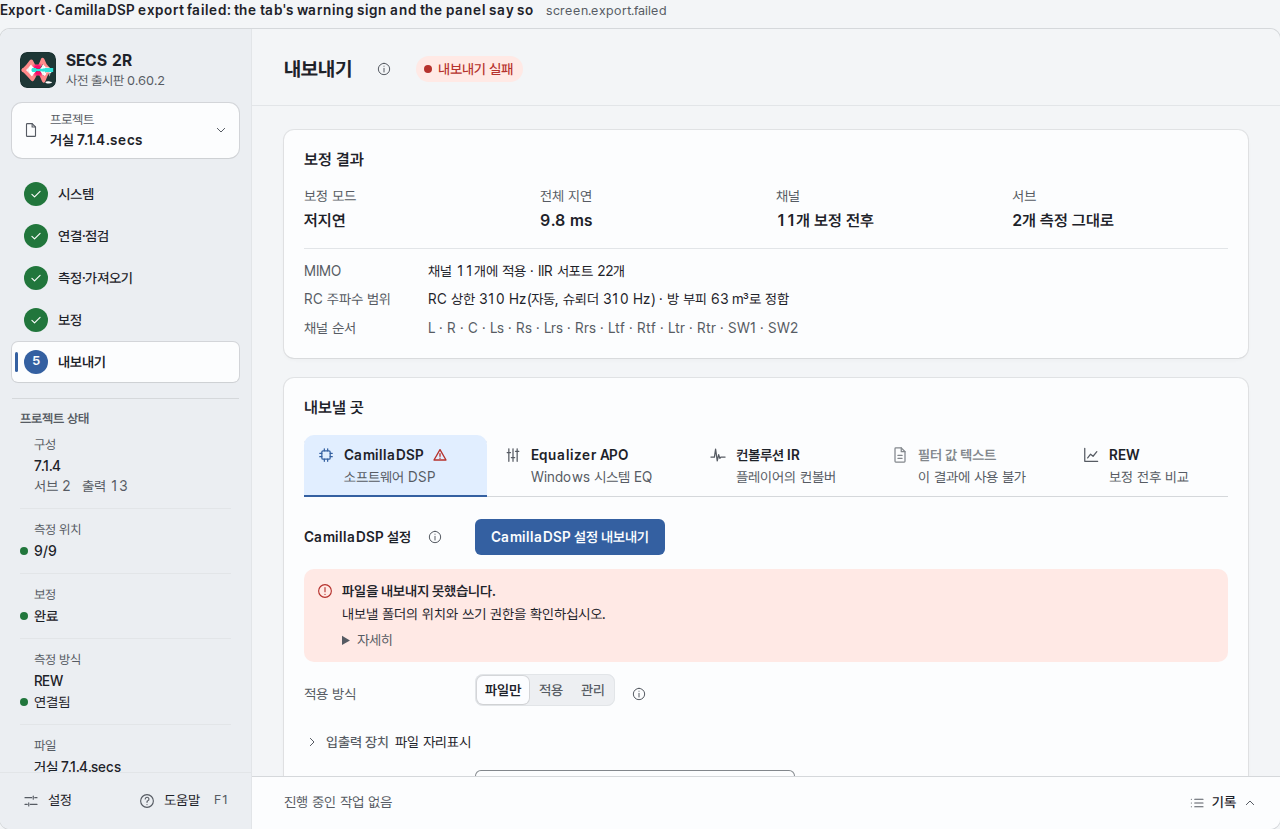 Export · CamillaDSP export failed: the tab's warning sign and the panel say so screen.export.failed
SECS 2R
사전 출시판 0.60.2
프로젝트
거실 7.1.4.secs
시스템
연결·점검
측정·가져오기
보정
5 내보내기
프로젝트 상태
구성
7.1.4
서브 2 출력 13
측정 위치
9/9
보정
완료
측정 방식
REW
연결됨
파일
거실 7.1.4.secs
설정 도움말 F1
내보내기 내보내기 실패
보정 결과
보정 모드 전체 지연 채널 서브
저지연 9.8 ms 11개 보정 전후 2개 측정 그대로
MIMO 채널 11개에 적용 · IIR 서포트 22개
RC 주파수 범위 RC 상한 310 Hz(자동, 슈뢰더 310 Hz) · 방 부피 63 m³로 정함
채널 순서 L · R · C · Ls · Rs · Lrs · Rrs · Ltf · Rtf · Ltr · Rtr · SW1 · SW2
내보낼 곳
CamillaDSP Equalizer APO 컨볼루션 IR 필터 값 텍스트 REW
소프트웨어 DSP Windows 시스템 EQ 플레이어의 컨볼버 이 결과에 사용 불가 보정 전후 비교
CamillaDSP 설정 CamillaDSP 설정 내보내기
파일을 내보내지 못했습니다.
내보낼 폴더의 위치와 쓰기 권한을 확인하십시오.
자세히
적용 방식 파일만 적용 관리
입출력 장치 파일 자리표시
진행 중인 작업 없음 기록